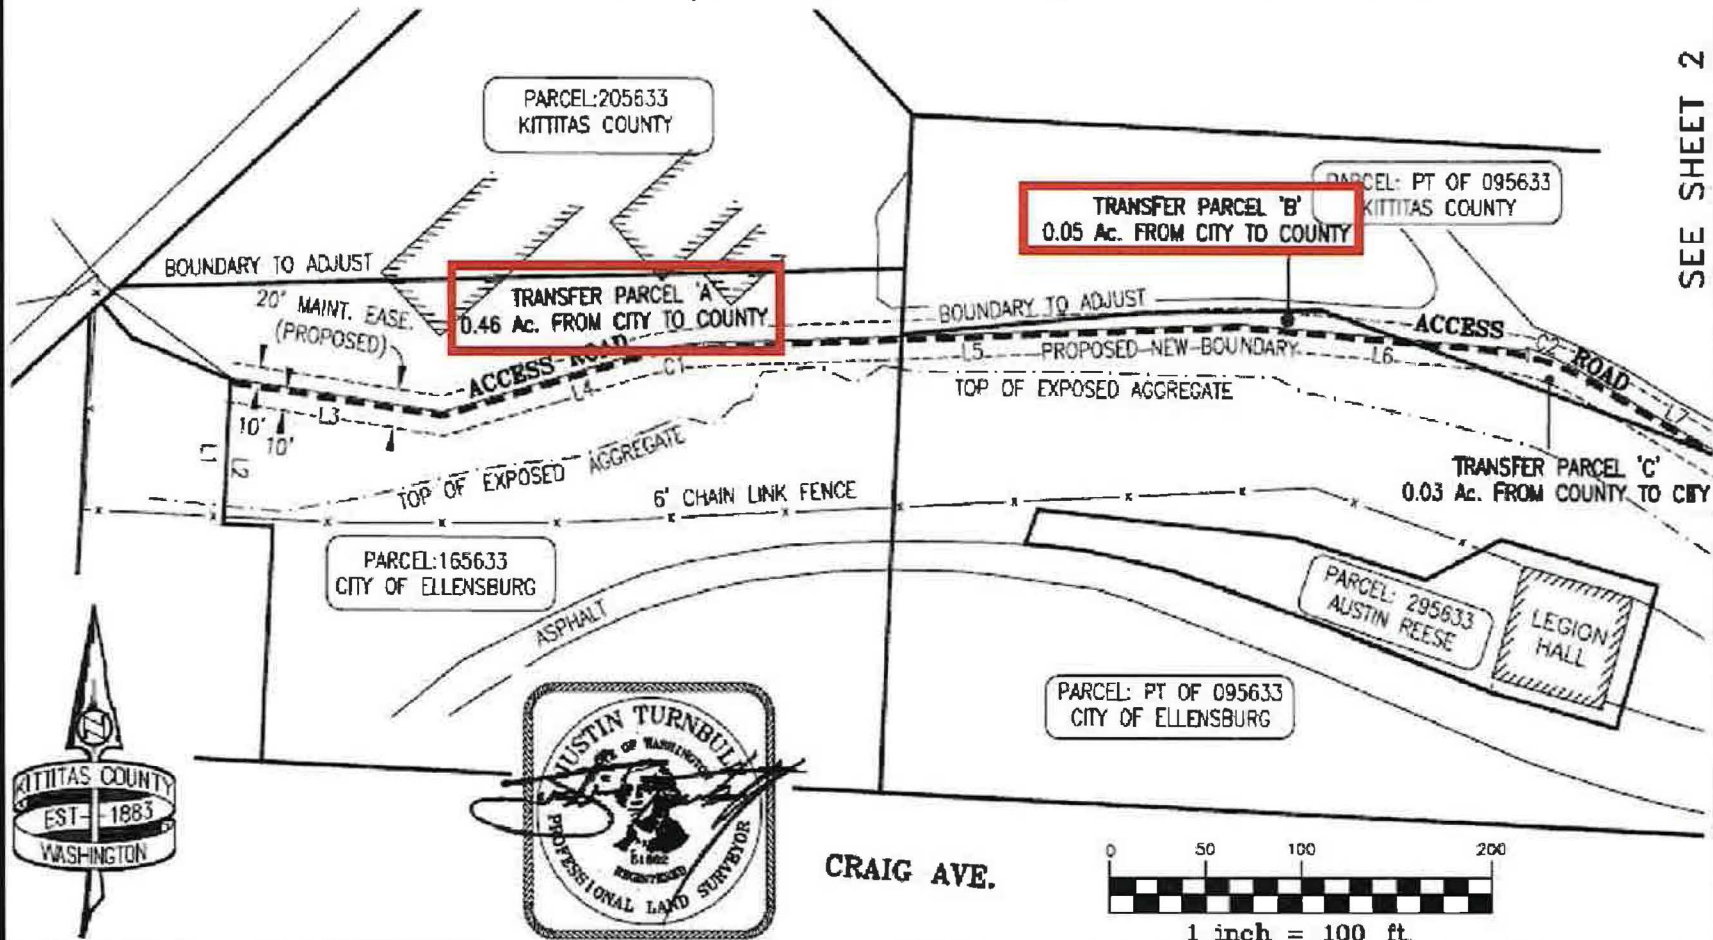 SEE SHEET 2
PARCEL:205633
KITTITAS COUNTY
PARCEL: PT OF 095633
KITTITAS COUNTY
TRANSFER PARCEL 'B'
0.05 Ac. FROM CITY TO COUNTY
BOUNDARY TO ADJUST
TRANSFER PARCEL 'A'
0.46 Ac. FROM CITY TO COUNTY
20' MAINT. EASE.
(PROPOSED)
BOUNDARY TO ADJUST
ACCESS ROAD
ACCESS ROAD
C2
L7
L5
PROPOSED NEW BOUNDARY
L6
C1
L4
L3
10'
10'
TOP OF EXPOSED AGGREGATE
L1
L2
TOP OF EXPOSED AGGREGATE
TRANSFER PARCEL 'C'
0.03 Ac. FROM COUNTY TO CITY
6' CHAIN LINK FENCE
PARCEL:165633
CITY OF ELLENSBURG
ASPHALT
PARCEL: 295633
AUSTIN REESE
LEGION
HALL
PARCEL: PT OF 095633
CITY OF ELLENSBURG
N
KITTITAS COUNTY
EST 1883
WASHINGTON
JUSTIN TURNBULL
OF WASHINGTON
REGISTERED
PROFESSIONAL LAND SURVEYOR
CRAIG AVE.
0 50 100 200
1 inch = 100 ft.